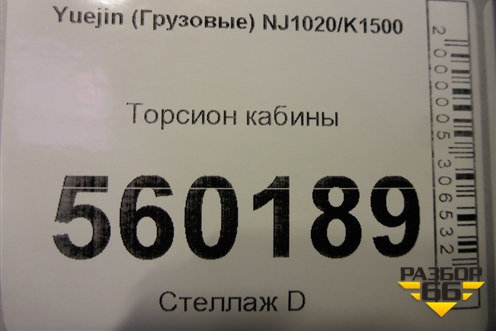 Yuejin (Грузовые) NJ1020/K1500
Торсион кабины
560189
Стеллаж D
2000005306532
РАЗБОР
66